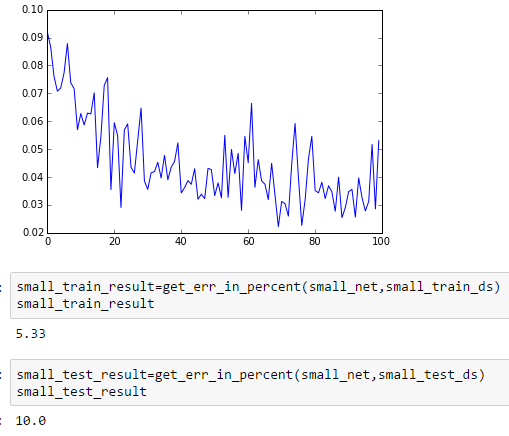 0.10
0.09
0.08
0.07
0.06
0.05
0.04
0.03
0.02
0 20 40 60 80 100
: small_train_result=get_err_in_percent(small_net,small_train_ds)
small_train_result
5.33
: small_test_result=get_err_in_percent(small_net,small_test_ds)
small_test_result
: 10.0